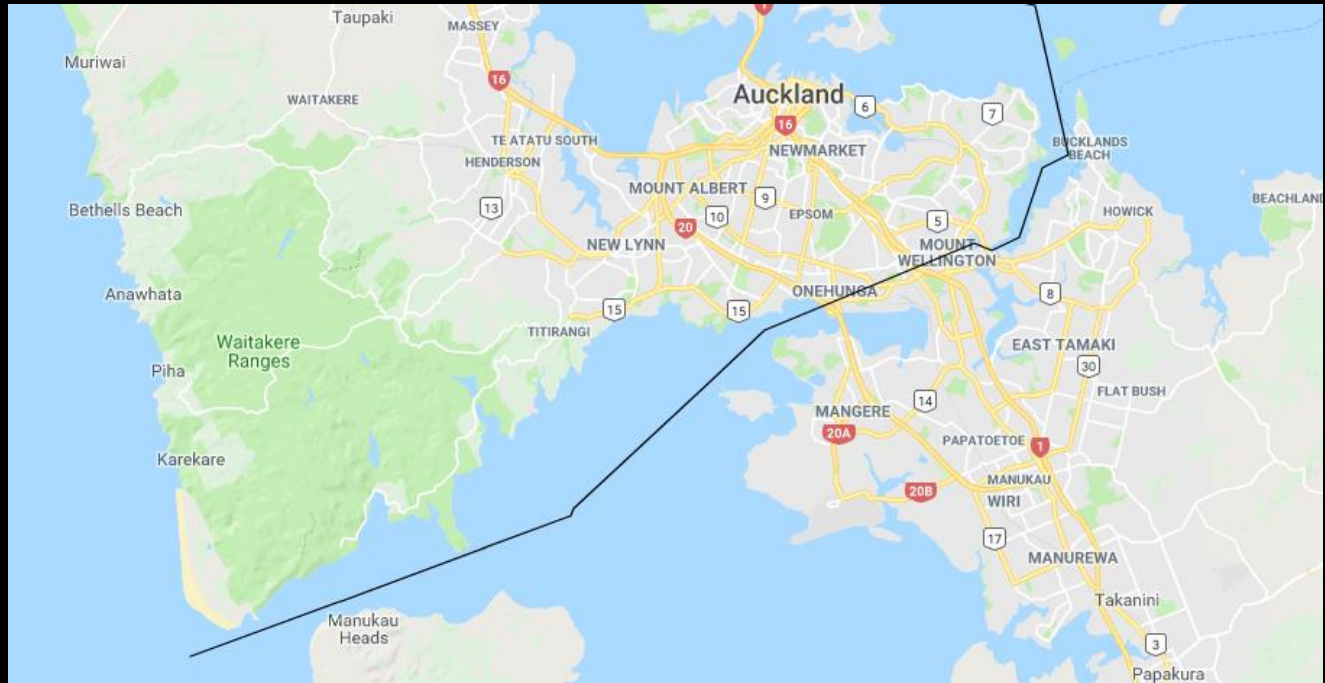 Taupaki
MASSEY
1
Muriwai
16
WAITAKERE
Auckland
6
7
16
TE ATATU SOUTH
HENDERSON
NEWMARKET
BUCKLANDS
BEACH
MOUNT ALBERT
9
BEACHLAND
Bethells Beach
13
10
EPSOM
5
HOWICK
20
NEW LYNN
MOUNT
WELLINGTON
Anawhata
ONEHUNGA
8
15
15
TITIRANGI
Waitakere
Ranges
EAST TAMAKI
Piha
30
FLAT BUSH
14
MANGERE
20A
PAPATOETOE
1
Karekare
MANUKAU
20B
WIRI
17
MANUREWA
Takanini
Manukau
Heads
3
Papakura